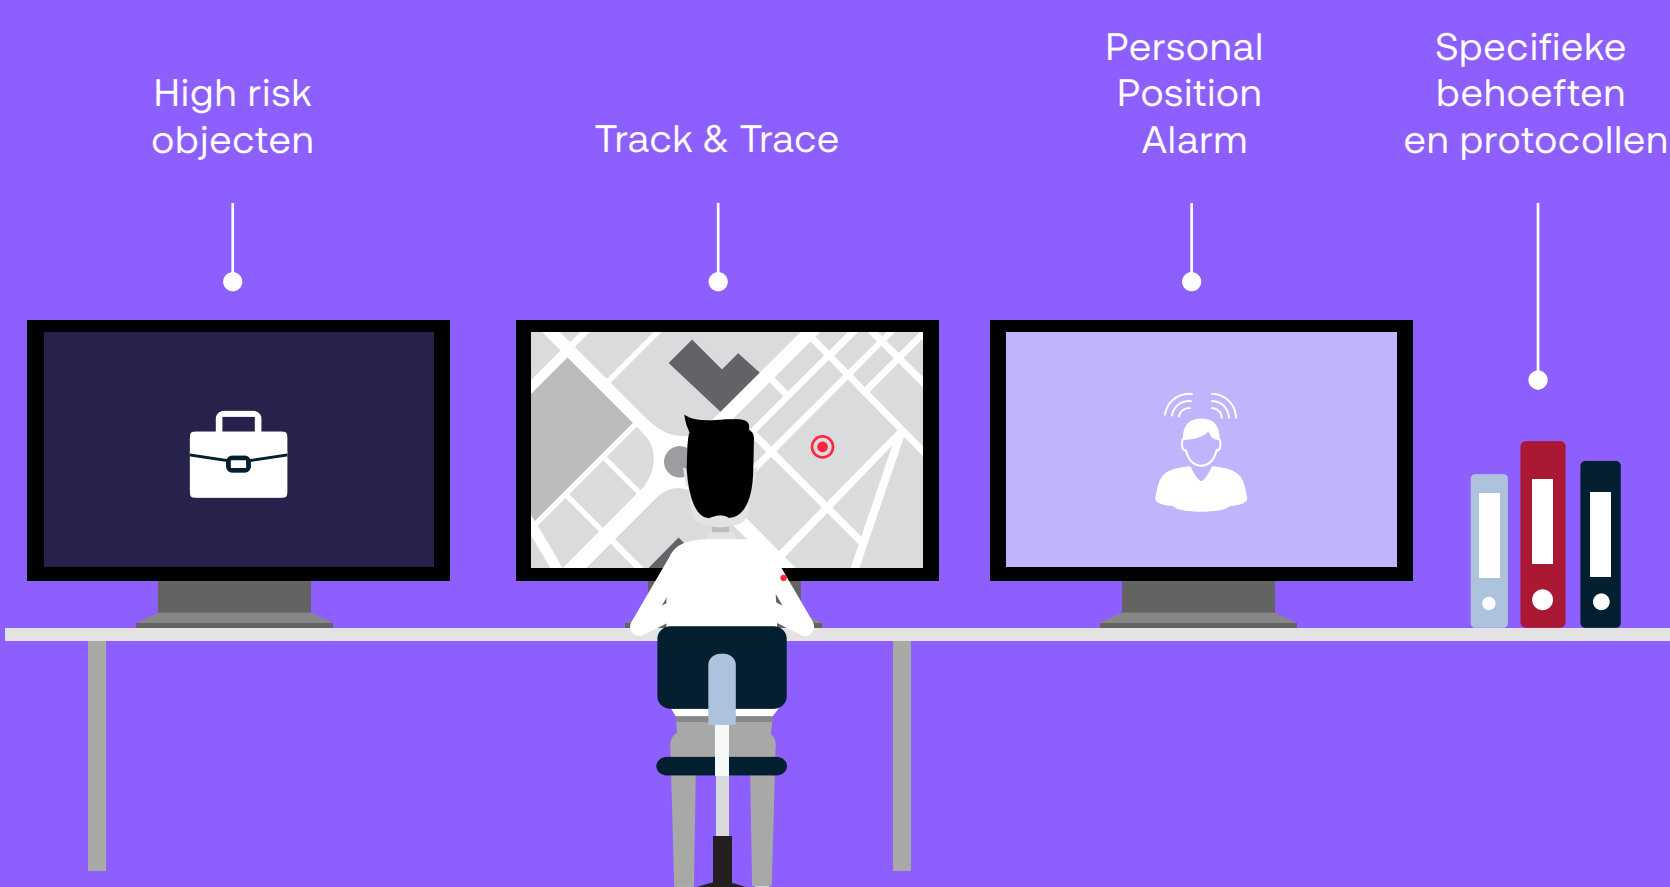 High risk
objecten
Track & Trace
Personal
Position
Alarm
Specifieke
behoeften
en protocollen